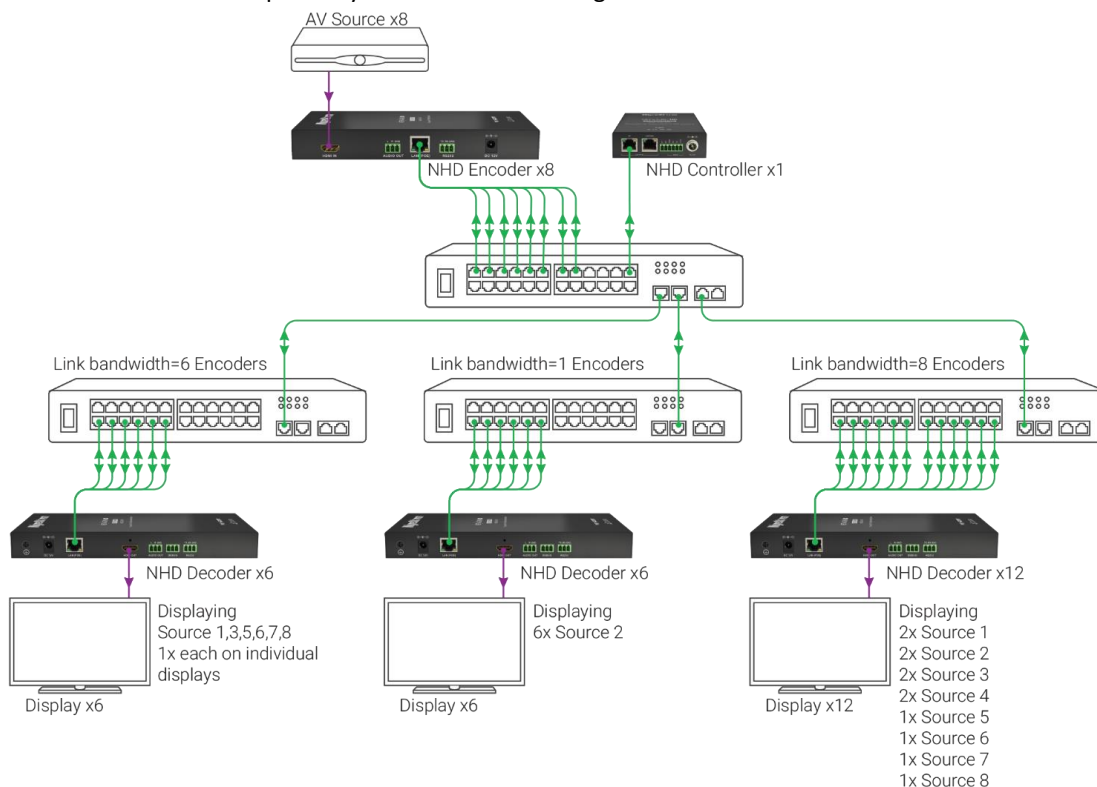 AV Source x8
NHD Encoder x8
NHD Controller x1
Link bandwidth=6 Encoders
Link bandwidth=1 Encoders
Link bandwidth=8 Encoders
NHD Decoder x6
NHD Decoder x6
NHD Decoder x12
Displaying
Source 1,3,5,6,7,8
1x each on individual
displays
Display x6
Displaying
6x Source 2
Display x6
Displaying
2x Source 1
2x Source 2
2x Source 3
2x Source 4
1x Source 5
1x Source 6
1x Source 7
1x Source 8
Display x12